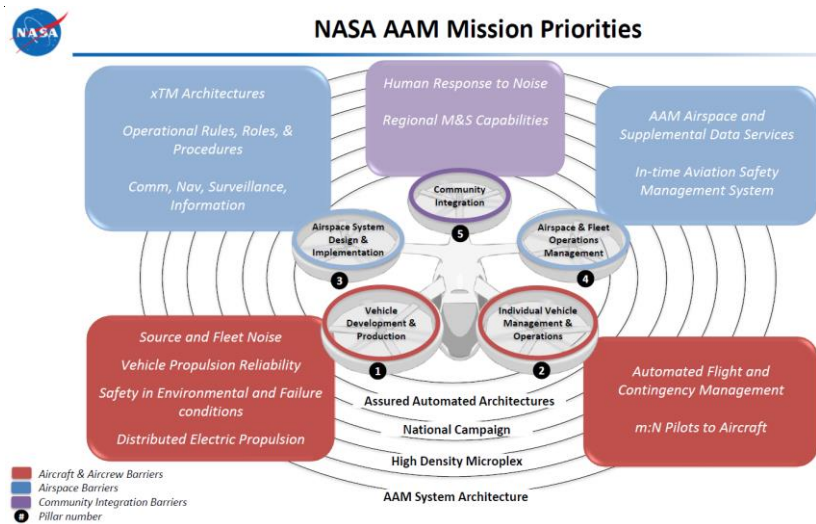 NASA
NASA AAM Mission Priorities
xTM Architectures
Operational Rules, Roles, &
Procedures
Comm, Nav, Surveillance,
Information
Human Response to Noise
Regional M&S Capabilities
AAM Airspace and
Supplemental Data Services
In-time Aviation Safety
Management System
Community
Integration
5
Airspace System
Design &
Implementation
3
Airspace & Fleet
Operations
Management
4
Vehicle
Development &
Production
1
Individual Vehicle
Management &
Operations
2
Source and Fleet Noise
Vehicle Propulsion Reliability
Safety in Environmental and Failure
conditions
Distributed Electric Propulsion
Automated Flight and
Contingency Management
m:N Pilots to Aircraft
Assured Automated Architectures
National Campaign
High Density Microplex
AAM System Architecture
Aircraft & Aircrew Barriers
Airspace Barriers
Community Integration Barriers
# Pillar number